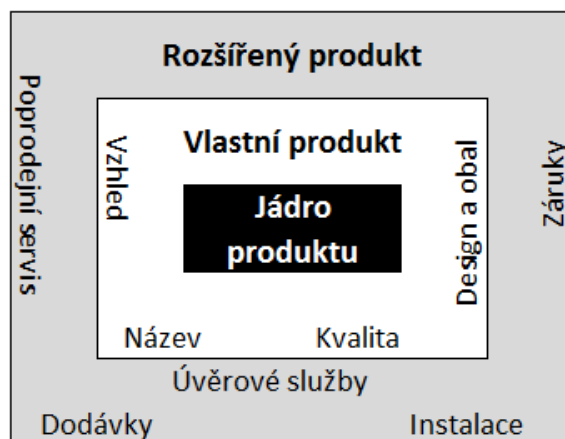 Rozšířený produkt
Poprodejní servis
Vzhled
Vlastní produkt
Design a obal
Záruky
Jádro
produktu
Název
Kvalita
Úvěrové služby
Dodávky
Instalace